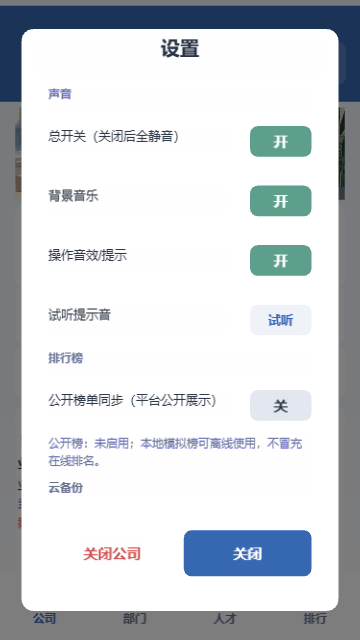 设置
声音
总开关（关闭后全静音）
开
背景音乐
开
操作音效/提示
开
试听提示音
试听
排行榜
公开榜单同步（平台公开展示）
关
公开榜：未启用；本地模拟榜可离线使用，不冒充
在线排名。
云备份
关闭公司
关闭
公司
部门
人才
排行